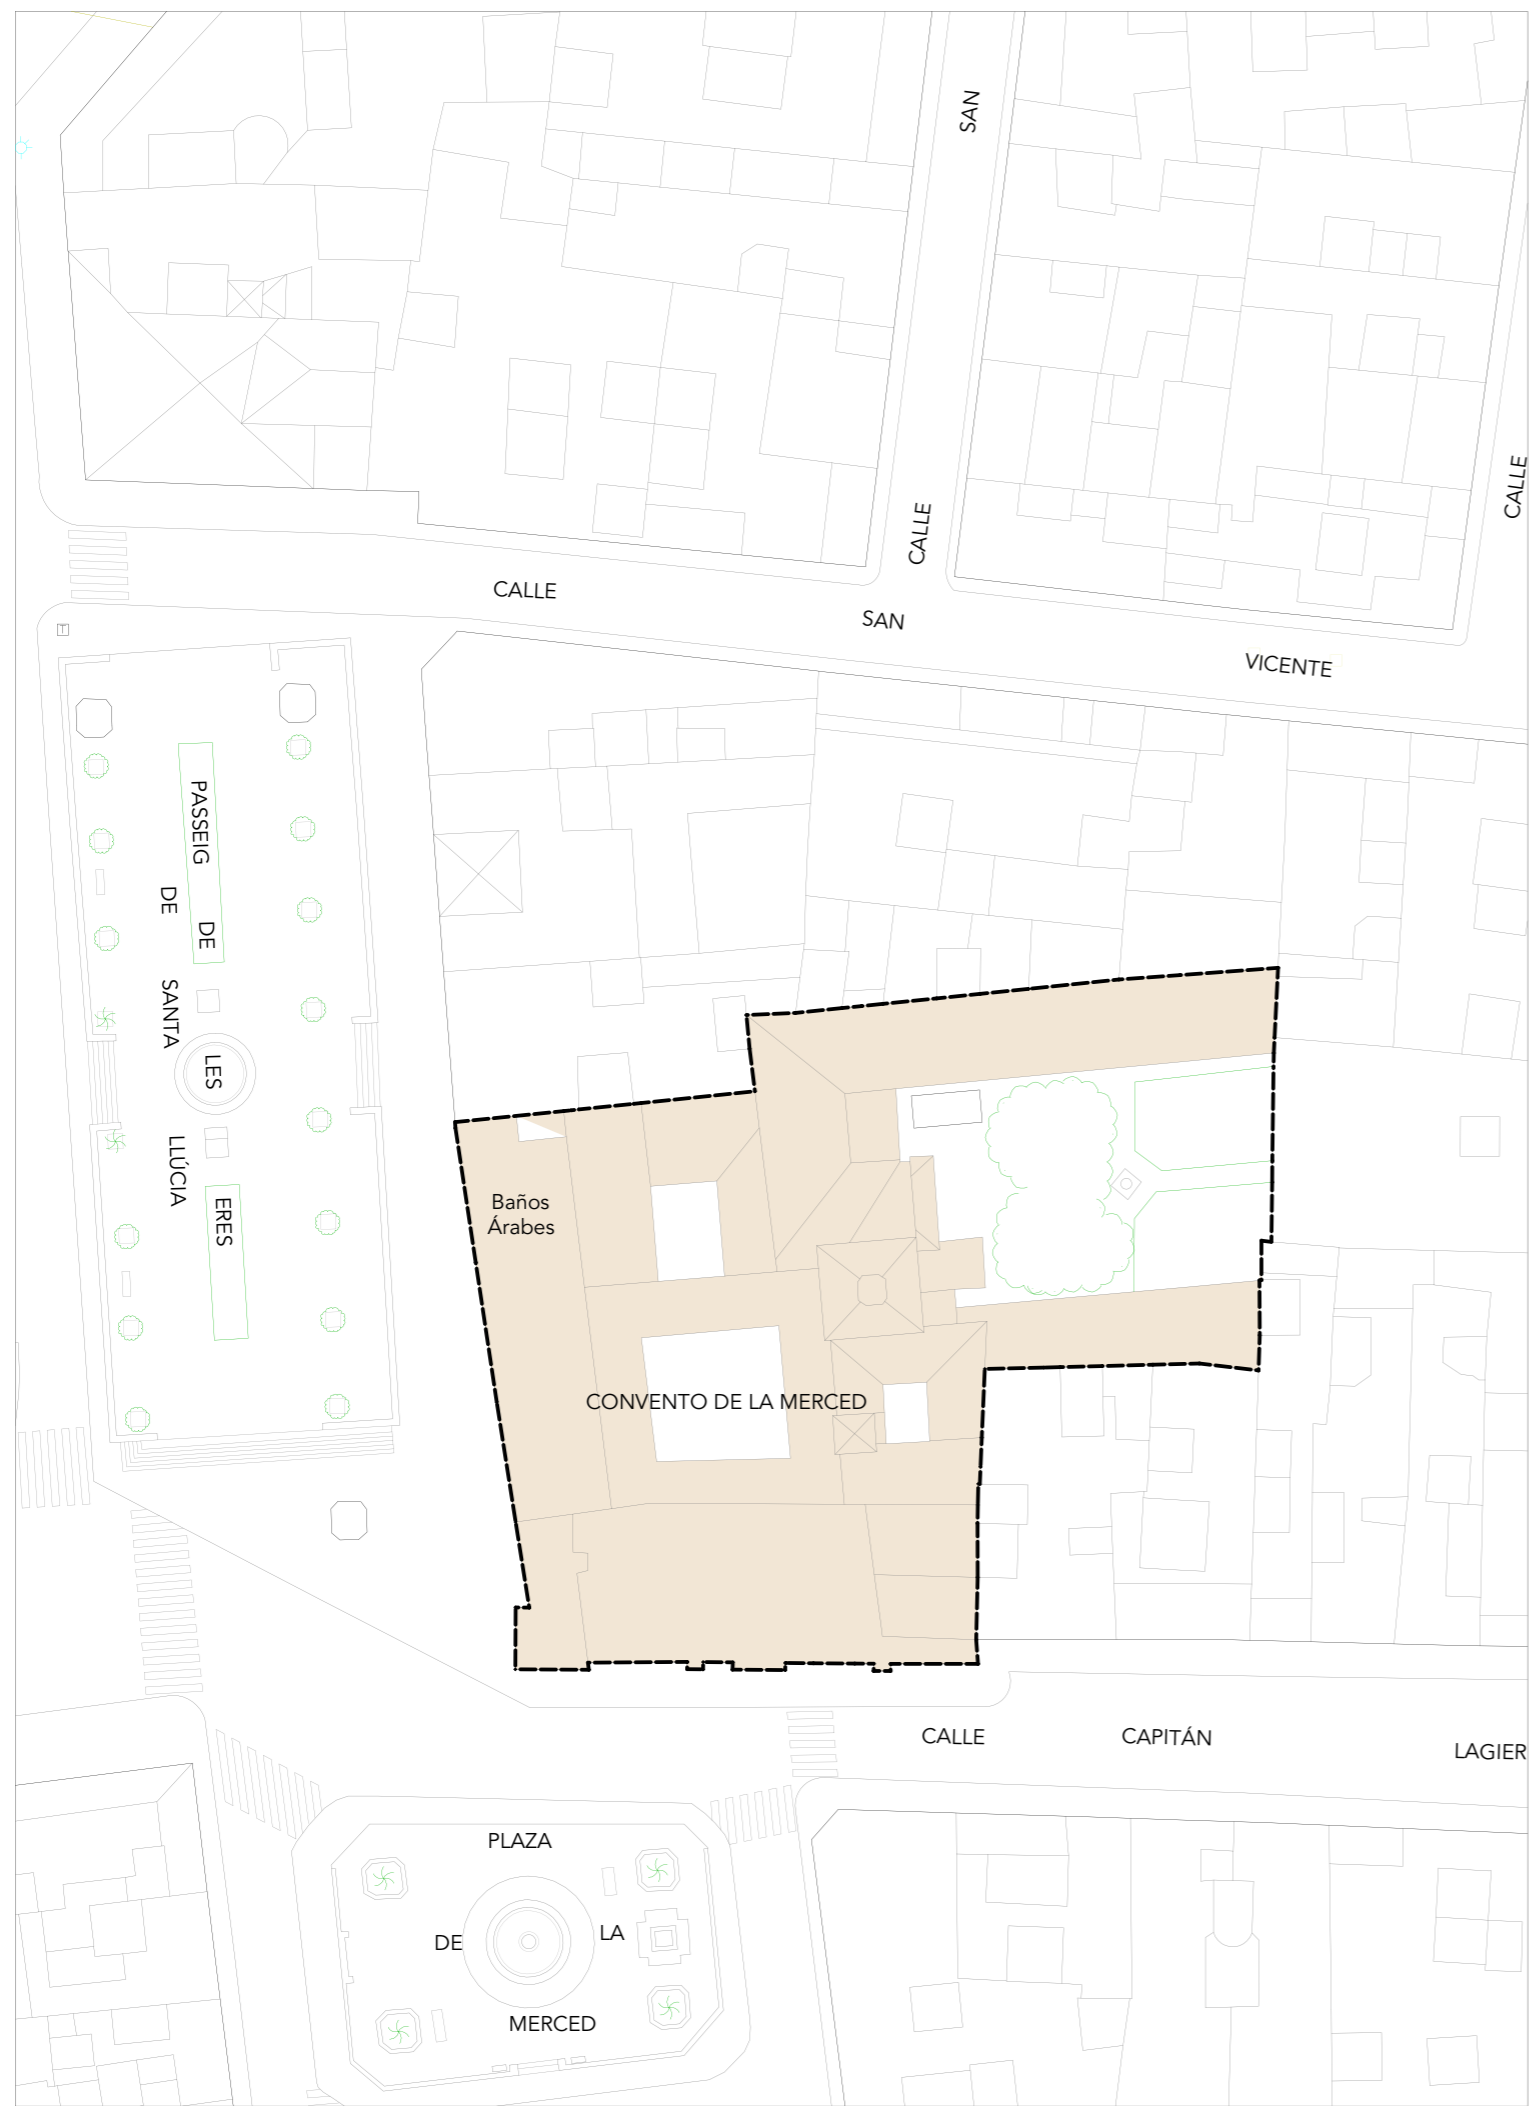 SAN
CALLE
CALLE
CALLE
SAN
VICENTE
T
PASSEIG
DE
LES
ERES
DE
SANTA
LLÚCIA
Baños
Árabes
CONVENTO DE LA MERCED
CALLE
CAPITÁN
LAGIER
PLAZA
DE
LA
MERCED